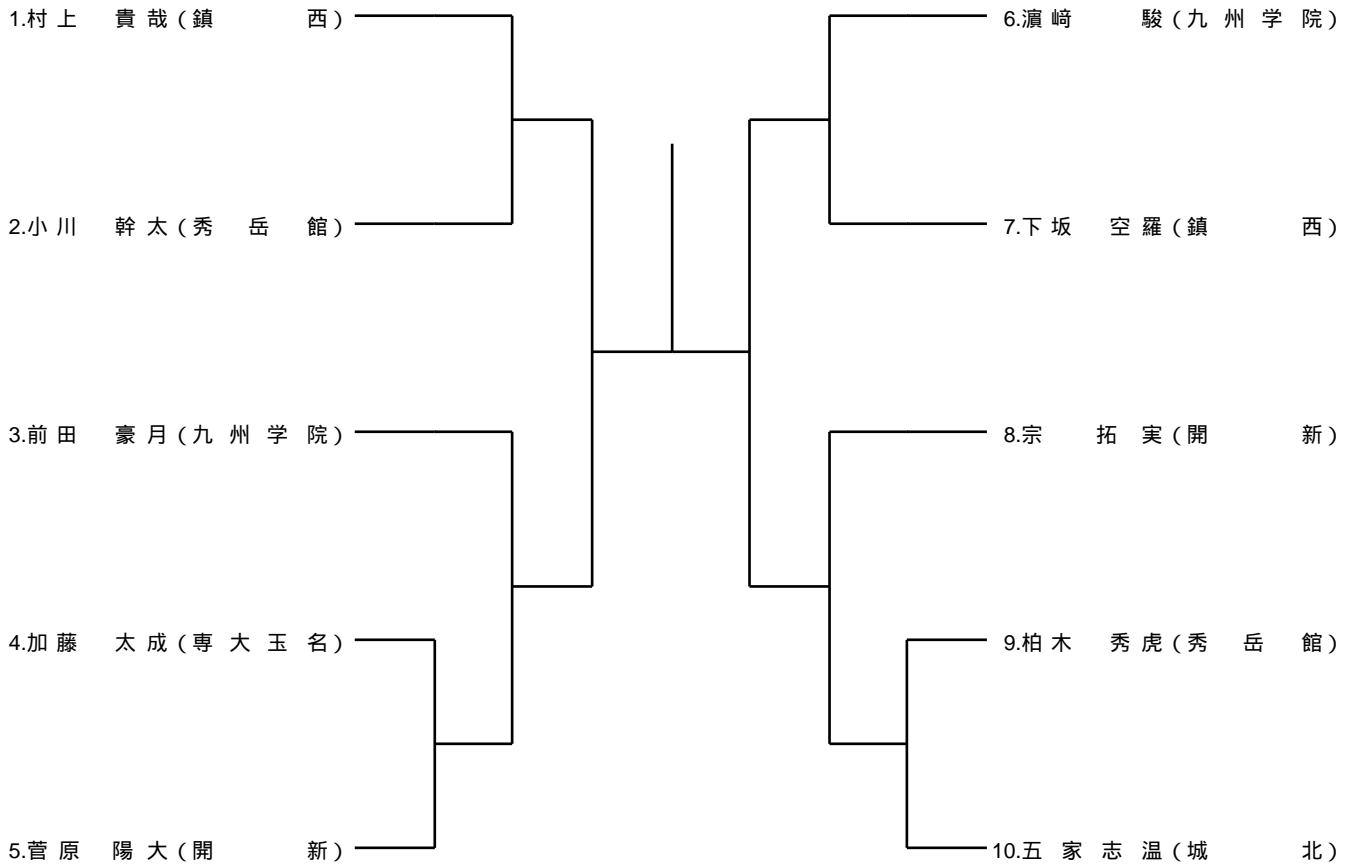 1.村上 貴哉(鎮 西)
2.小川 幹太(秀 岳 館)
3.前田 豪月(九 州 学 院)
4.加藤 太成(専 大 玉 名)
5.菅原 陽大(開 新)
6.濵﨑 駿(九 州 学 院)
7.下坂 空羅(鎮 西)
8.宗 拓実(開 新)
9.柏木 秀虎(秀 岳 館)
10.五家志温(城 北)